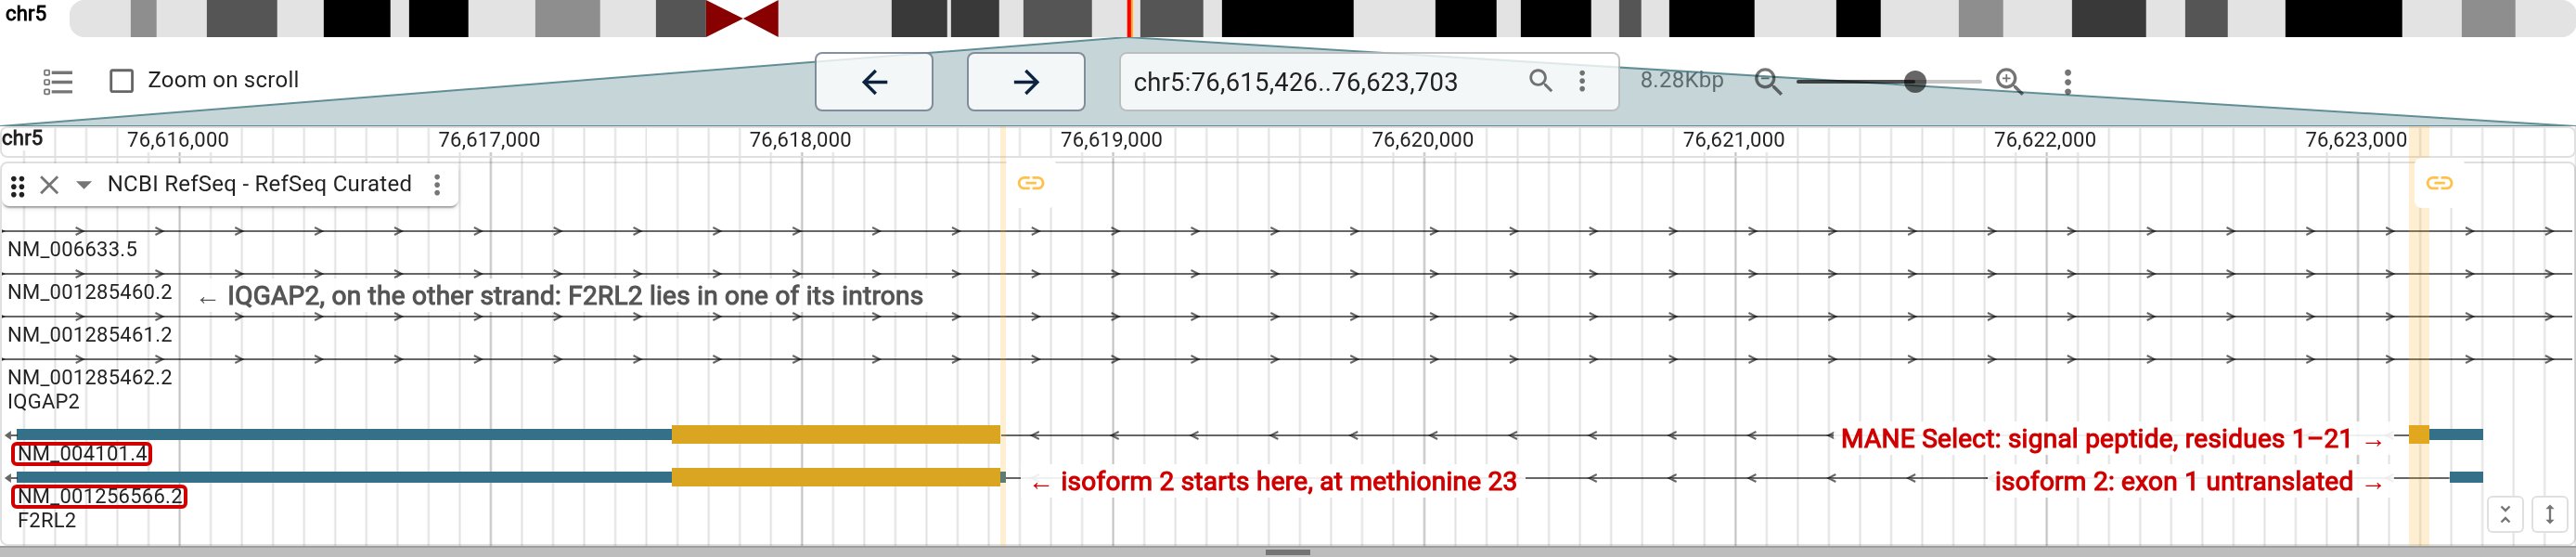 chr5
Zoom on scroll
chr5:76,615,426..76,623,703
8.28Kbp
chr5
76,616,000 76,617,000 76,618,000 76,619,000 76,620,000 76,621,000 76,622,000 76,623,000
NCBI RefSeq - RefSeq Curated
NM_006633.5
NM_001285460.2
← IQGAP2, on the other strand: F2RL2 lies in one of its introns
NM_001285461.2
NM_001285462.2
IQGAP2
MANE Select: signal peptide, residues 1–21 →
NM_004101.4
← isoform 2 starts here, at methionine 23
isoform 2: exon 1 untranslated →
NM_001256566.2
F2RL2